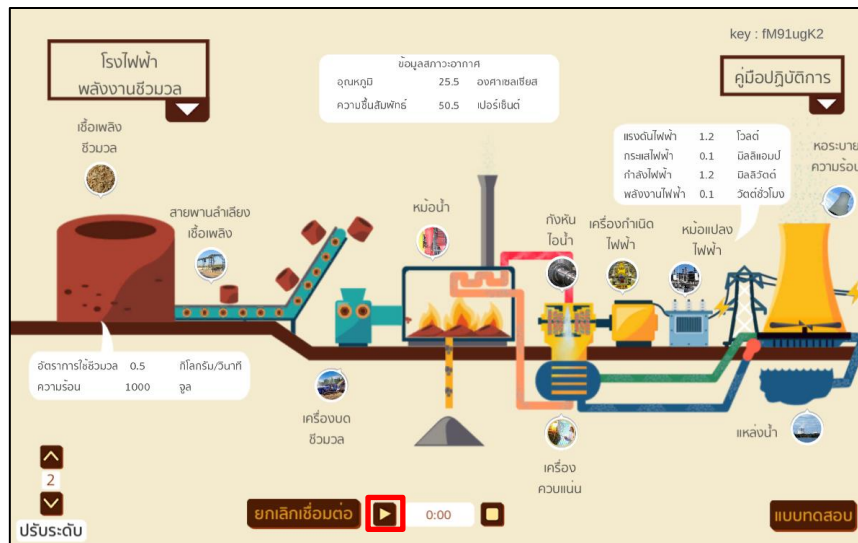 key : fM91ugK2
โรงไฟฟ้า
พลังงานชีวมวล
ข้อมูลสภาวะอากาศ
อุณหภูมิ 25.5 องศาเซลเซียส
ความชื้นสัมพัทธ์ 50.5 เปอร์เซ็นต์
คู่มือปฏิบัติการ
เชื้อเพลิง
ชีวมวล
แรงดันไฟฟ้า 1.2 โวลต์
กระแสไฟฟ้า 0.1 มิลลิแอมป์
กำลังไฟฟ้า 1.2 มิลลิวัตต์
พลังงานไฟฟ้า 0.1 วัตต์ชั่วโมง
หอระบาย
ความร้อน
สายพานลำเลียง
เชื้อเพลิง
หม้อน้ำ
กังหัน
ไอน้ำ
เครื่องกำเนิด
ไฟฟ้า
หม้อแปลง
ไฟฟ้า
อัตราการใช้ชีวมวล 0.5 กิโลกรัม/วินาที
ความร้อน 1000 จูล
เครื่องบด
ชีวมวล
เครื่อง
ควบแน่น
แหล่งน้ำ
2
ปรับระดับ
ยกเลิกเชื่อมต่อ
0:00
แบบทดสอบ